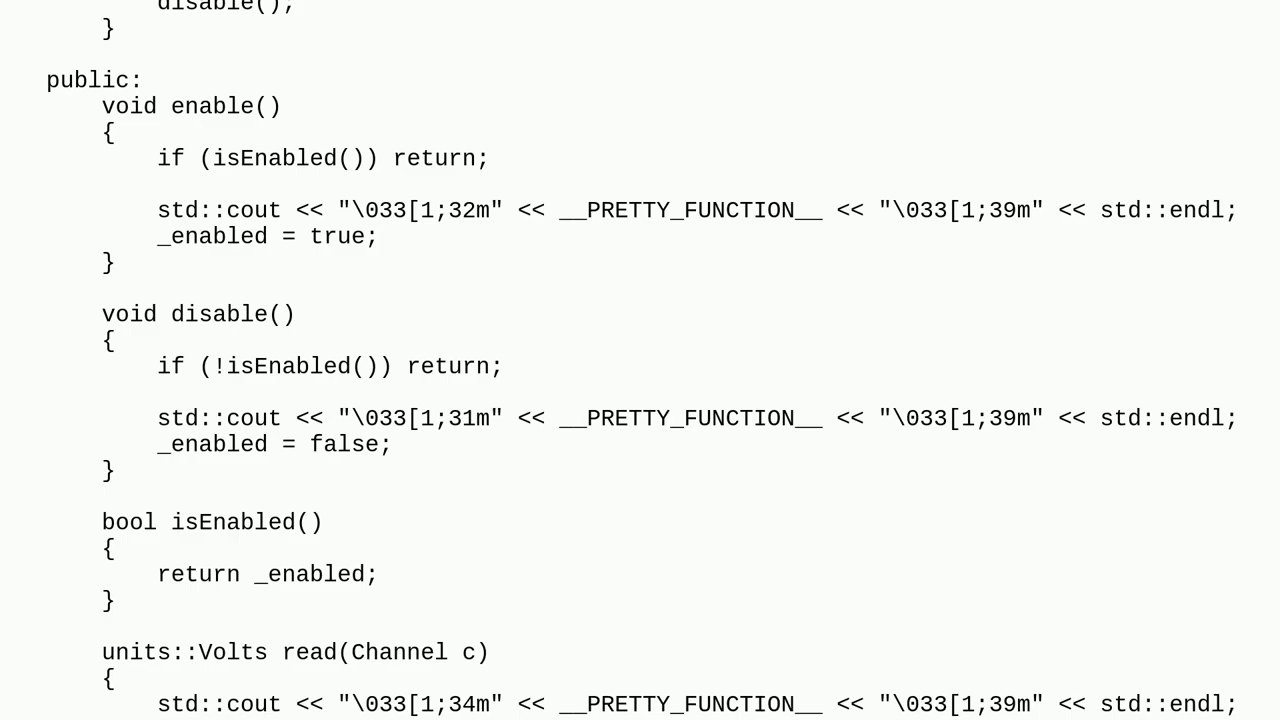 disable();
}
public:
void enable()
{
if (isEnabled()) return;
std::cout << "\033[1;32m" << __PRETTY_FUNCTION__ << "\033[1;39m" << std::endl;
_enabled = true;
}
void disable()
{
if (!isEnabled()) return;
std::cout << "\033[1;31m" << __PRETTY_FUNCTION__ << "\033[1;39m" << std::endl;
_enabled = false;
}
bool isEnabled()
{
return _enabled;
}
units::Volts read(Channel c)
{
std::cout << "\033[1;34m" << __PRETTY_FUNCTION__ << "\033[1;39m" << std::endl;